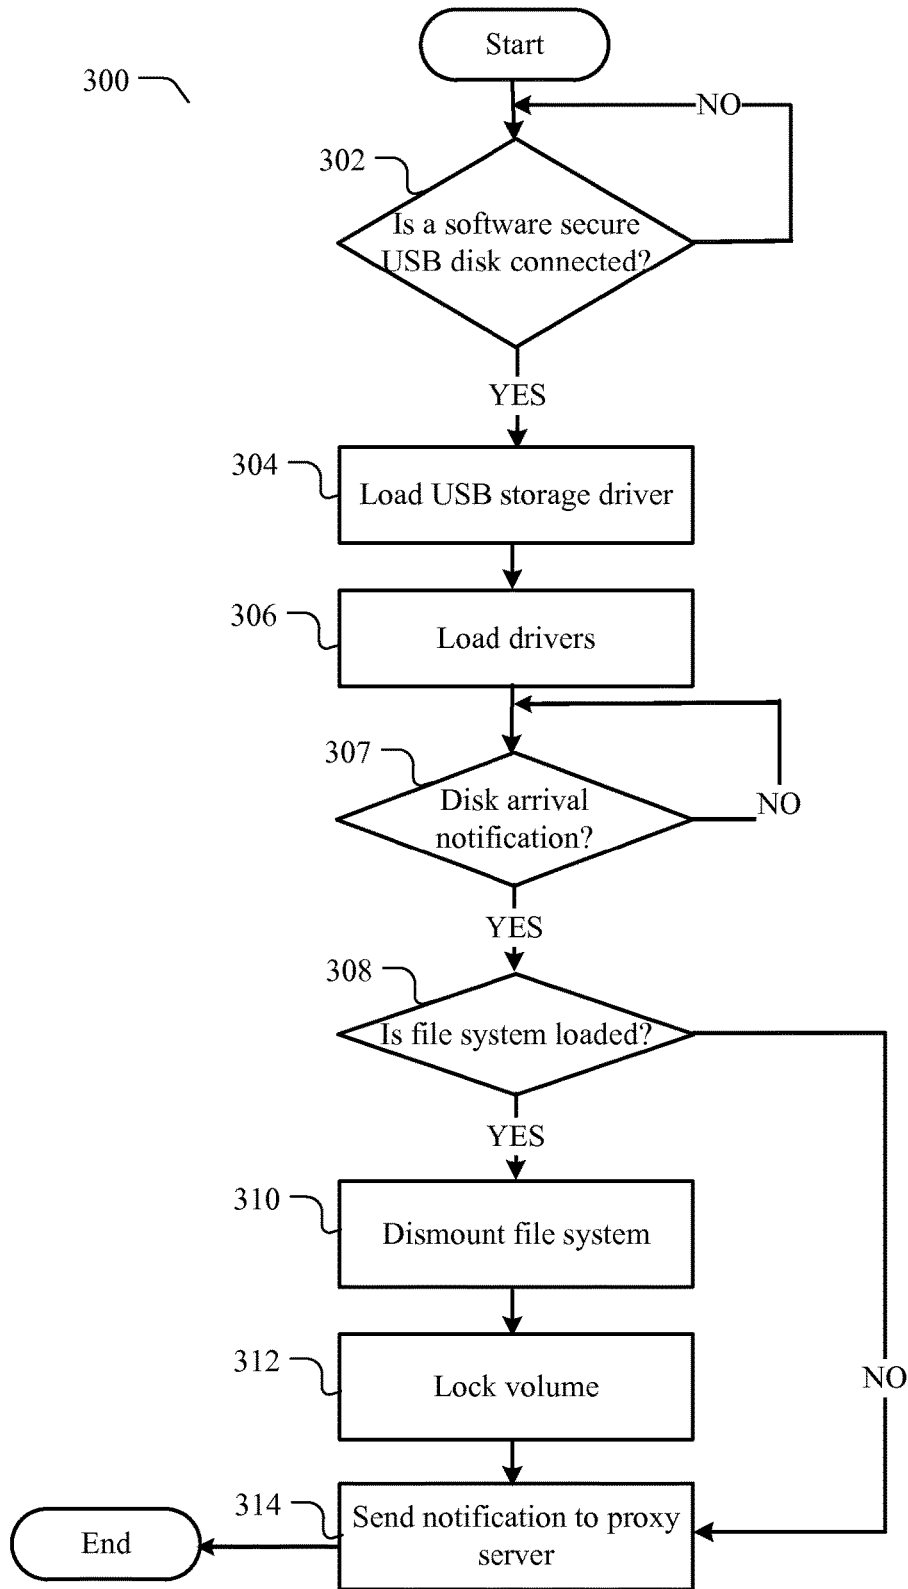 Start
300
NO
302
Is a software secure
USB disk connected?
YES
304
Load USB storage driver
306
Load drivers
307
Disk arrival
notification?
NO
YES
308
Is file system loaded?
YES
310
Dismount file system
312
Lock volume
NO
314
Send notification to proxy
server
End